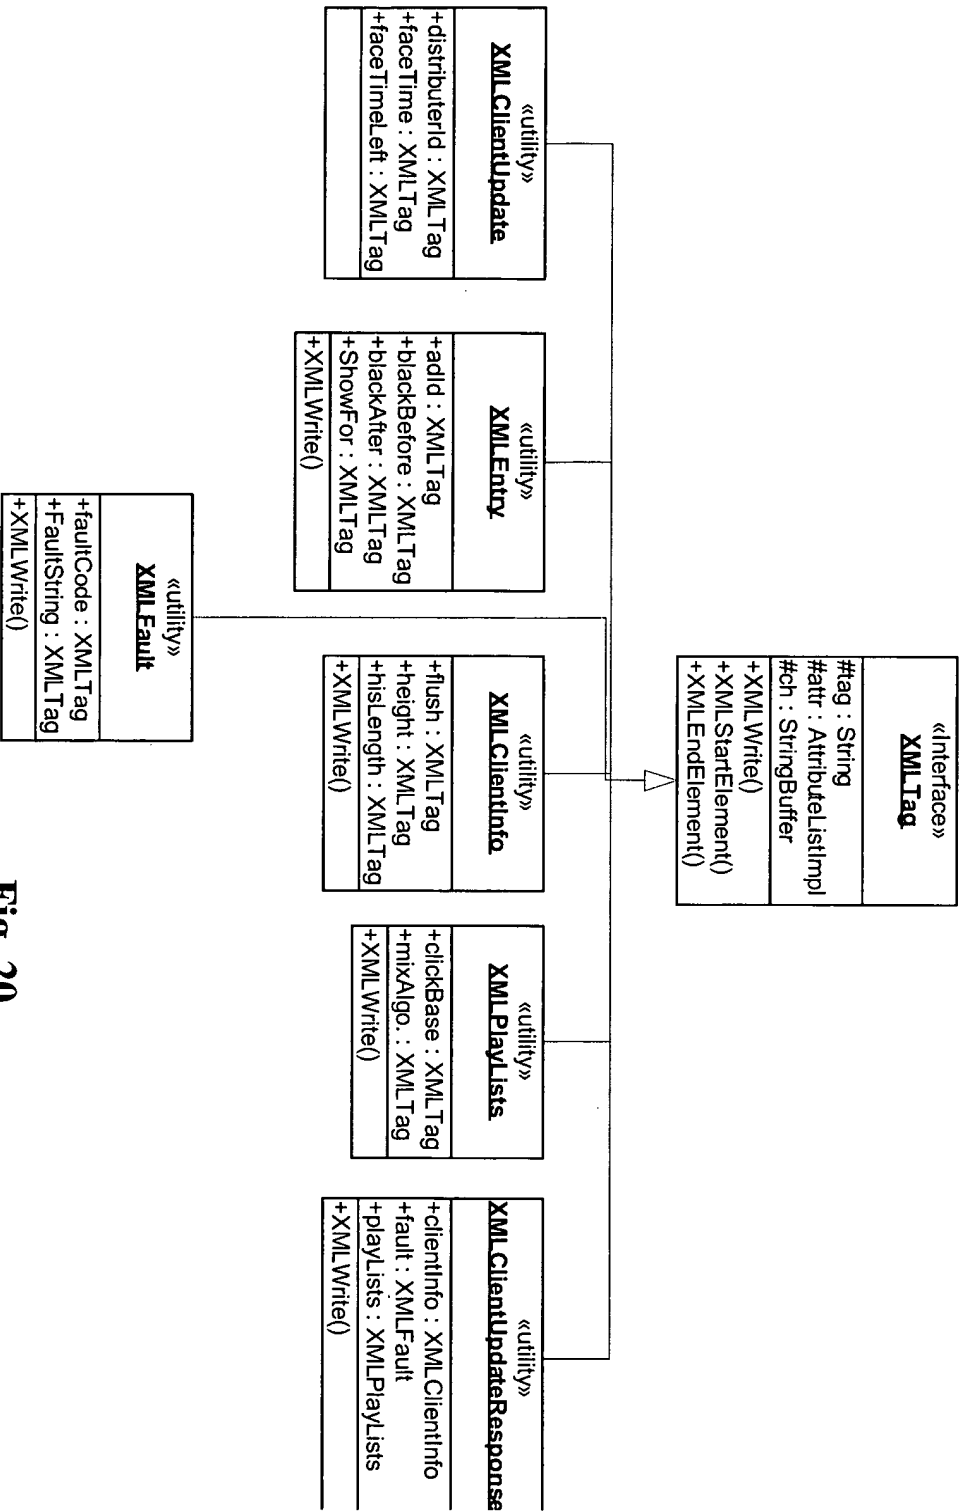 «Interface»
XMLTag
#tag : String
#attr : AttributeListImpl
#ch : StringBuffer
+XMLWrite()
+XMLStartElement()
+XMLEndElement()
«utility»
XMLClientUpdate
+distributerId : XMLTag
+faceTime : XMLTag
+faceTimeLeft : XMLTag
«utility»
XMLEntry
+adId : XMLTag
+blackBefore : XMLTag
+blackAfter : XMLTag
+ShowFor : XMLTag
+XMLWrite()
«utility»
XMLClientInfo
+flush : XMLTag
+height : XMLTag
+hisLength : XMLTag
+XMLWrite()
«utility»
XMLPlayLists
+clickBase : XMLTag
+mixAlgo. : XMLTag
+XMLWrite()
«utility»
XMLClientUpdateResponse
+clientInfo : XMLClientInfo
+fault : XMLFault
+playLists : XMLPlayLists
+XMLWrite()
«utility»
XMLFault
+faultCode : XMLTag
+FaultString : XMLTag
+XMLWrite()
Fig. 20